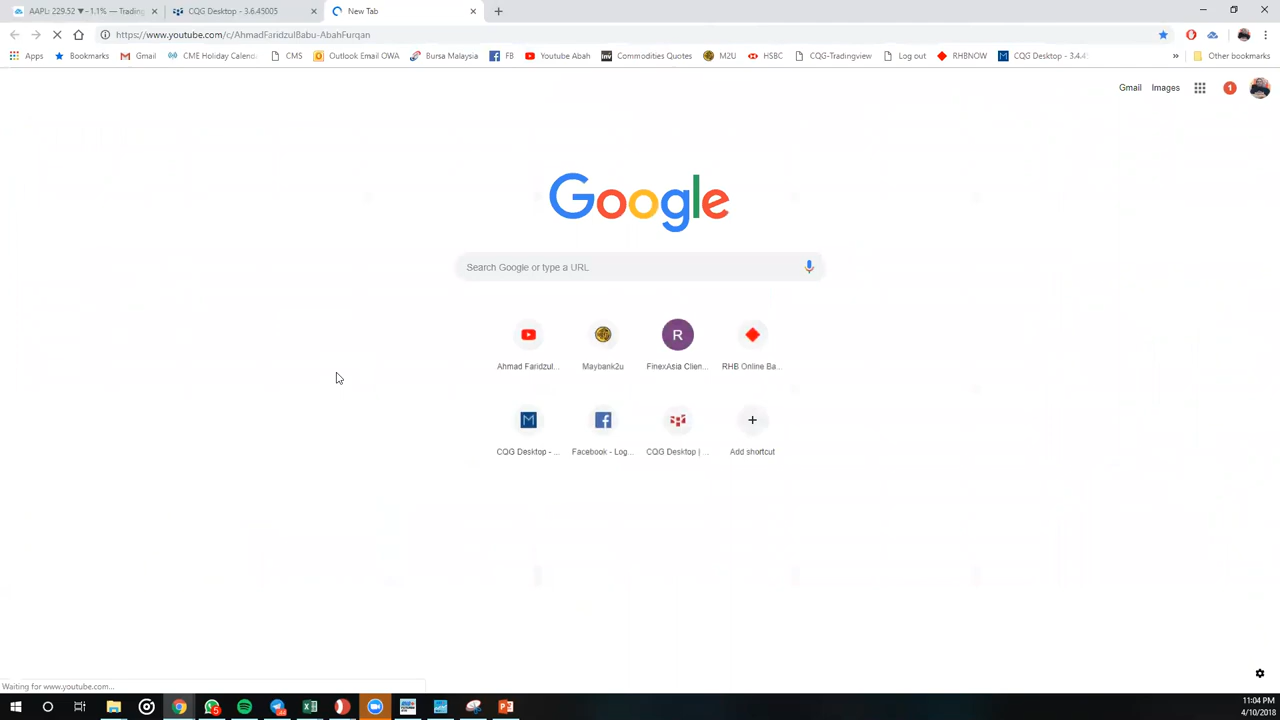 AAPL: 229.52 ▼−1.1% — Trading
CQG Desktop - 3.6.45005
New Tab
https://www.youtube.com/c/AhmadFaridzulBabu-AbahFurqan
Apps
Bookmarks
Gmail
CME Holiday Calend
CMS
Outlook Email OWA
Bursa Malaysia
FB
Youtube Abah
Commodities Quotes
M2U
HSBC
CQG-Tradingview
Log out
RHBNOW
CQG Desktop - 3.4.4
» Other bookmarks
Gmail Images 1
Google
Search Google or type a URL
Ahmad Faridzul...
Maybank2u
R
FinexAsia Clien...
RHB Online Ba...
CQG Desktop - ...
Facebook - Log...
CQG Desktop | ...
Add shortcut
Waiting for www.youtube.com...
5
11:04 PM
4/10/2018